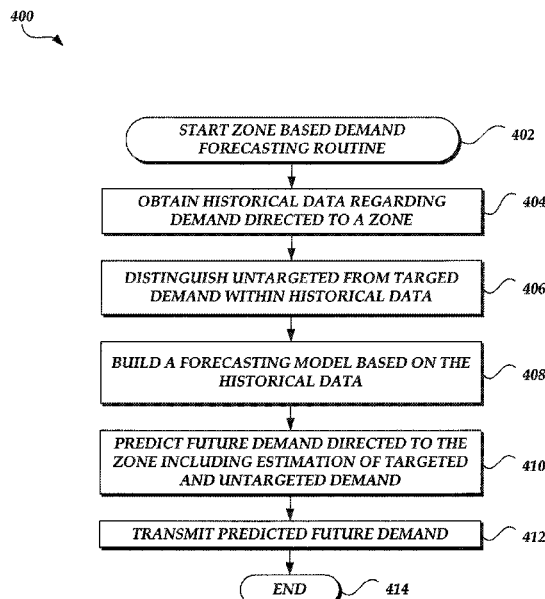 400
START ZONE BASED DEMAND
FORECASTING ROUTINE
402
OBTAIN HISTORICAL DATA REGARDING
DEMAND DIRECTED TO A ZONE
404
DISTINGUISH UNTARGETED FROM TARGED
DEMAND WITHIN HISTORICAL DATA
406
BUILD A FORECASTING MODEL BASED ON THE
HISTORICAL DATA
408
PREDICT FUTURE DEMAND DIRECTED TO THE
ZONE INCLUDING ESTIMATION OF TARGETED
AND UNTARGETED DEMAND
410
TRANSMIT PREDICTED FUTURE DEMAND
412
END
414